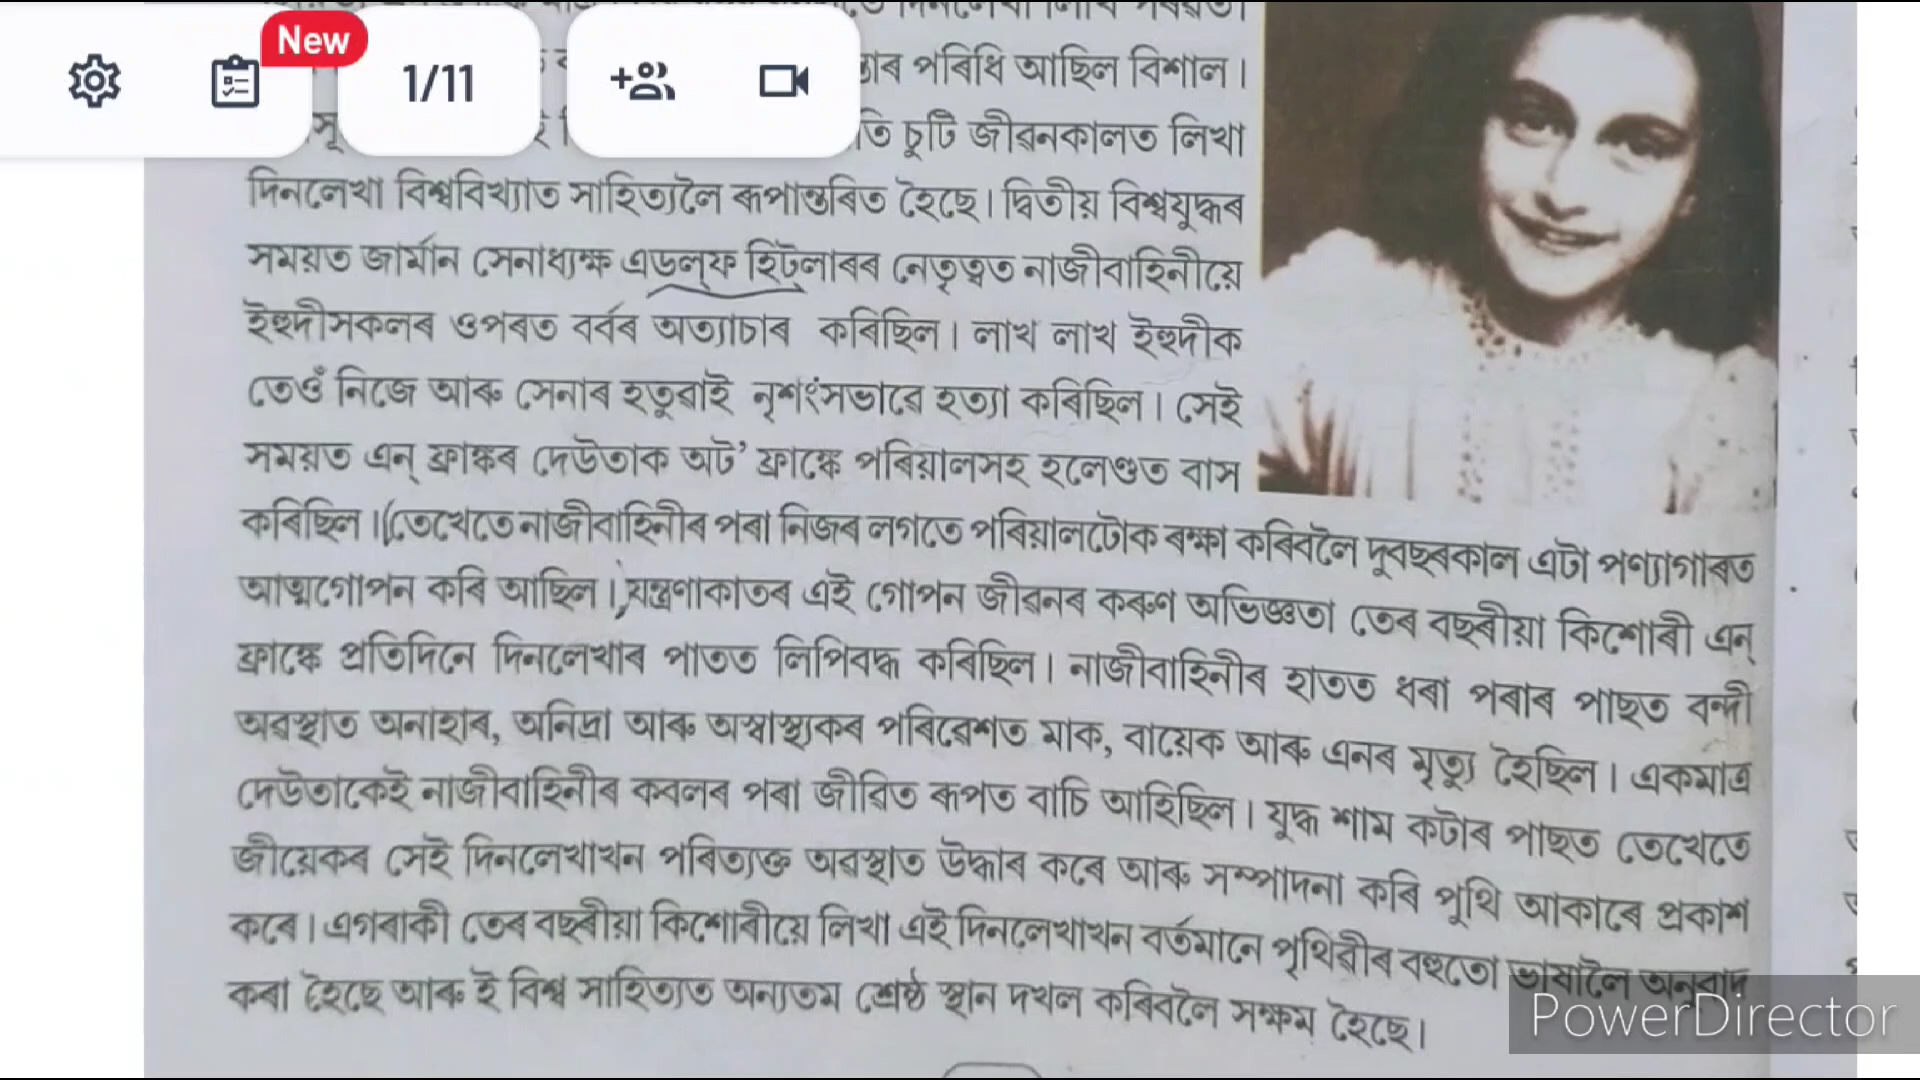 New
1/11
দিনলেখা
পৰিধি আছিল বিশাল।
চুটি জীৱনকালত লিখা
দিনলেখা বিশ্ববিখ্যাত সাহিত্যলৈ ৰূপান্তৰিত হৈছে। দ্বিতীয় বিশ্বযুদ্ধৰ
সময়ত জাৰ্মান সেনাধ্যক্ষ এডল্‌ফ হিট্‌লাৰৰ নেতৃত্বত নাজীবাহিনীয়ে
ইহুদীসকলৰ ওপৰত বৰ্বৰ অত্যাচাৰ কৰিছিল। লাখ লাখ ইহুদীক
তেওঁ নিজে আৰু সেনাৰ হতুৱাই নৃশংসভাৱে হত্যা কৰিছিল। সেই
সময়ত এন্ ফ্ৰাঙ্কৰ দেউতাক অট’ ফ্ৰাঙ্কে পৰিয়ালসহ হলেণ্ডত বাস
কৰিছিল। (তেখেতে নাজীবাহিনীৰ পৰা নিজৰ লগতে পৰিয়ালটোক ৰক্ষা কৰিবলৈ দুবছৰকাল এটা পণ্যাগাৰত
আত্মগোপন কৰি আছিল।) যন্ত্ৰণাকাতৰ এই গোপন জীৱনৰ কৰুণ অভিজ্ঞতা তেৰ বছৰীয়া কিশোৰী এন্
ফ্ৰাঙ্কে প্ৰতিদিনে দিনলেখাৰ পাতত লিপিবদ্ধ কৰিছিল। নাজীবাহিনীৰ হাতত ধৰা পৰাৰ পাছত বন্দী
অৱস্থাত অনাহাৰ, অনিদ্ৰা আৰু অস্বাস্থ্যকৰ পৰিৱেশত মাক, বায়েক আৰু এনৰ মৃত্যু হৈছিল। একমাত্ৰ
দেউতাকেই নাজীবাহিনীৰ কবলৰ পৰা জীৱিত ৰূপত বাচি আহিছিল। যুদ্ধ শাম কটাৰ পাছত তেখেতে
জীয়েকৰ সেই দিনলেখাখন পৰিত্যক্ত অৱস্থাত উদ্ধাৰ কৰে আৰু সম্পাদনা কৰি পুথি আকাৰে প্ৰকাশ
কৰে। এগৰাকী তেৰ বছৰীয়া কিশোৰীয়ে লিখা এই দিনলেখাখন বৰ্তমানে পৃথিৱীৰ বহুতো ভাষালৈ অনুবাদ
কৰা হৈছে আৰু ই বিশ্ব সাহিত্যত অন্যতম শ্ৰেষ্ঠ স্থান দখল কৰিবলৈ সক্ষম হৈছে।
PowerDirector